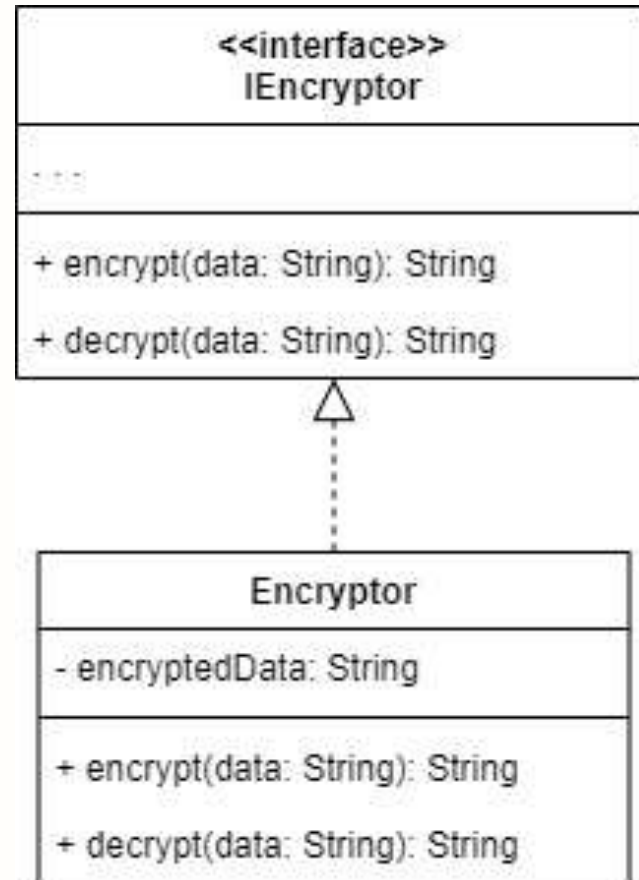 <<interface>>
IEncryptor
- - -
+ encrypt(data: String): String
+ decrypt(data: String): String
Encryptor
- encryptedData: String
+ encrypt(data: String): String
+ decrypt(data: String): String